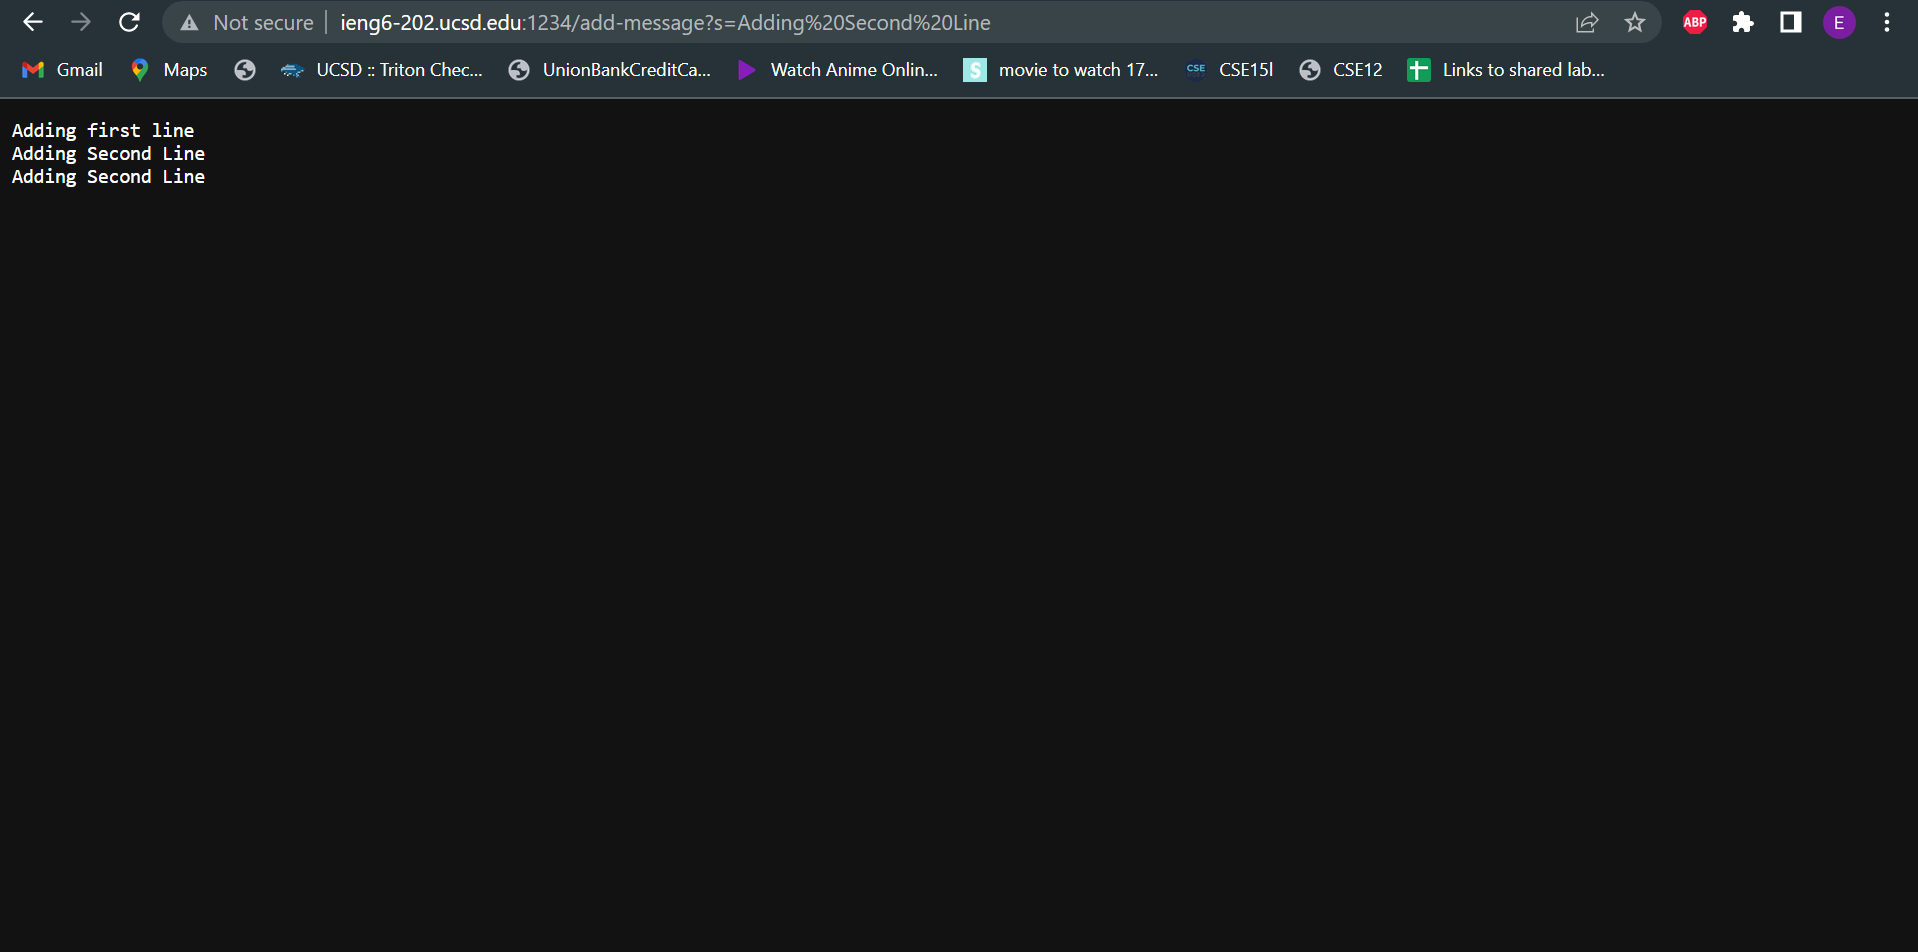 Not secure | ieng6-202.ucsd.edu:1234/add-message?s=Adding%20Second%20Line ABP E
Gmail Maps UCSD :: Triton Chec... UnionBankCreditCa... Watch Anime Onlin... S movie to watch 17... CSE CSE15l CSE12 Links to shared lab...
Adding first line
Adding Second Line
Adding Second Line